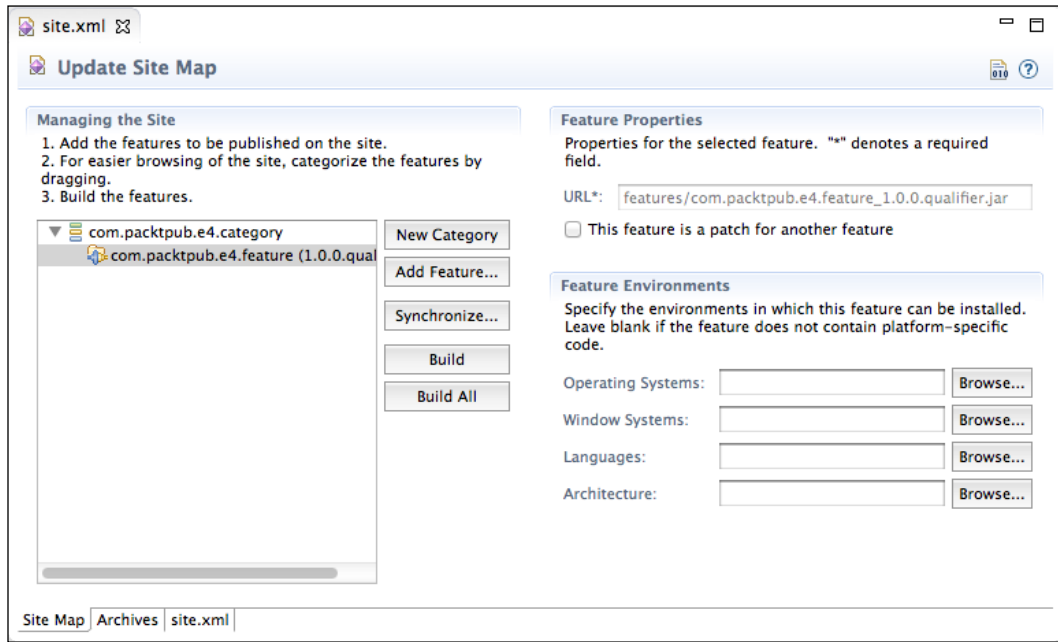 site.xml
Update Site Map
010
Managing the Site
1. Add the features to be published on the site.
2. For easier browsing of the site, categorize the features by
dragging.
3. Build the features.
com.packtpub.e4.category
com.packtpub.e4.feature (1.0.0.qual
New Category
Add Feature...
Synchronize...
Build
Build All
Feature Properties
Properties for the selected feature. "*" denotes a required
field.
URL*: features/com.packtpub.e4.feature_1.0.0.qualifier.jar
This feature is a patch for another feature
Feature Environments
Specify the environments in which this feature can be installed.
Leave blank if the feature does not contain platform-specific
code.
Operating Systems: Browse...
Window Systems: Browse...
Languages: Browse...
Architecture: Browse...
Site Map Archives site.xml